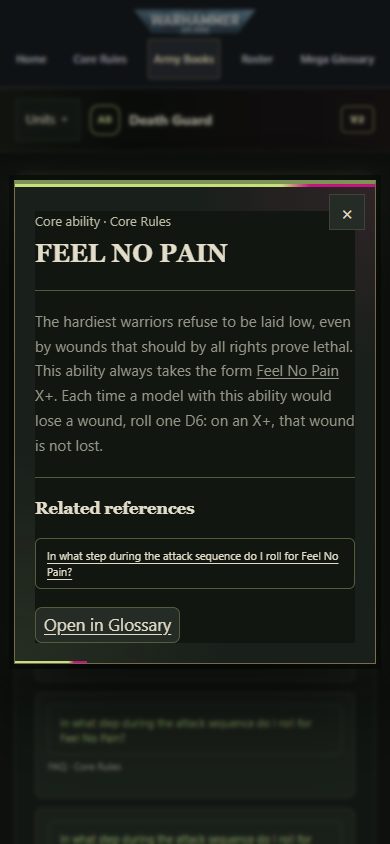 WARHAMMER
Home Core Rules Army Books Roster Mega Glossary
Units Death Guard
Core ability · Core Rules
×
FEEL NO PAIN
The hardiest warriors refuse to be laid low, even
by wounds that should by all rights prove lethal.
This ability always takes the form Feel No Pain
X+. Each time a model with this ability would
lose a wound, roll one D6: on an X+, that wound
is not lost.
Related references
In what step during the attack sequence do I roll for Feel No
Pain?
Open in Glossary
In what step during the attack sequence do I roll for
Feel No Pain?
FAQ · Core Rules
In what step during the attack sequence do I roll for